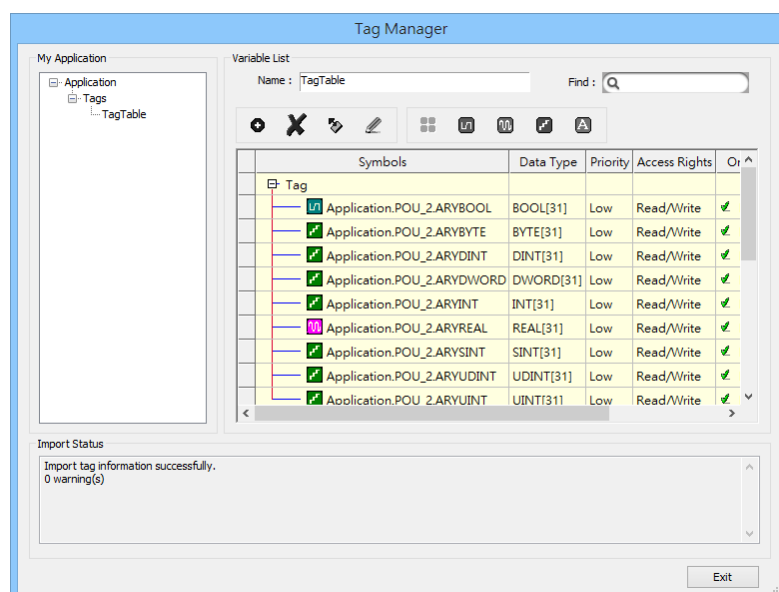 Tag Manager
My Application
Application
Tags
TagTable
Variable List
Name : TagTable
Find :
A
Symbols Data Type Priority Access Rights
Tag
Application.POU_2.ARYBOOL BOOL[31] Low Read/Write
Application.POU_2.ARYBYTE BYTE[31] Low Read/Write
Application.POU_2.ARYDINT DINT[31] Low Read/Write
Application.POU_2.ARYDWORD DWORD[31] Low Read/Write
Application.POU_2.ARYINT INT[31] Low Read/Write
Application.POU_2.ARYREAL REAL[31] Low Read/Write
Application.POU_2.ARYSINT SINT[31] Low Read/Write
Application.POU_2.ARYUDINT UDINT[31] Low Read/Write
Application.POU_2.ARYUINT UINT[31] Low Read/Write
Import Status
Import tag information successfully.
0 warning(s)
Exit